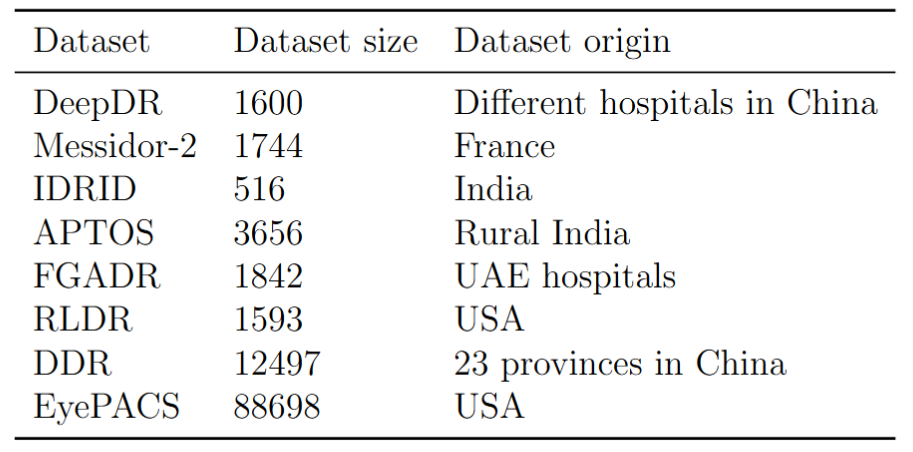 Dataset Dataset size Dataset origin
DeepDR 1600 Different hospitals in China
Messidor-2 1744 France
IDRID 516 India
APTOS 3656 Rural India
FGADR 1842 UAE hospitals
RLDR 1593 USA
DDR 12497 23 provinces in China
EyePACS 88698 USA